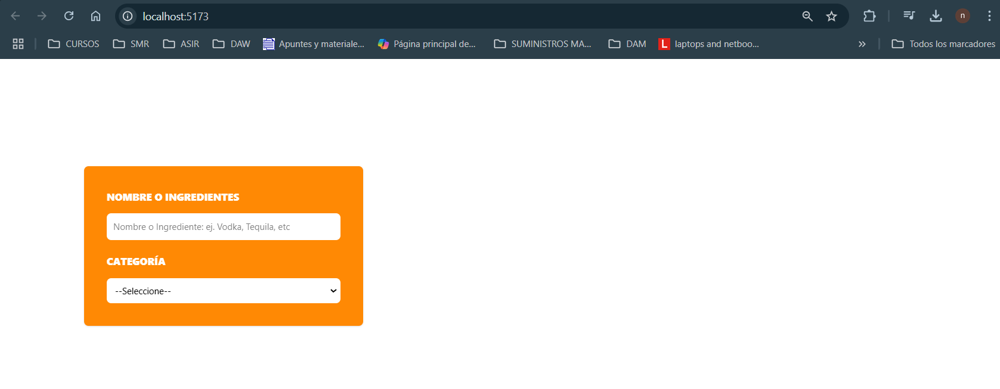 localhost:5173
n
CURSOS
SMR
ASIR
DAW
Apuntes y materiale...
Página principal de...
SUMINISTROS MA...
DAM
L
laptops and netboo...
Todos los marcadores
NOMBRE O INGREDIENTES
Nombre o Ingrediente: ej. Vodka, Tequila, etc
CATEGORÍA
--Seleccione--